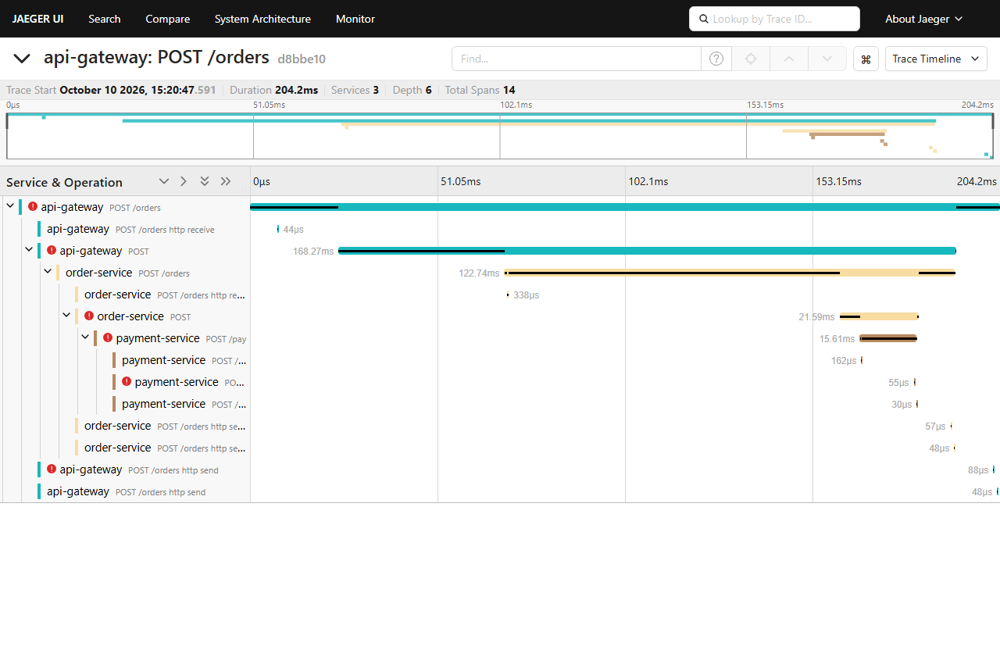 JAEGER UI Search Compare System Architecture Monitor Lookup by Trace ID... About Jaeger
api-gateway: POST /orders d8bbe10 Find... ? ⌘ Trace Timeline
Trace Start October 10 2026, 15:20:47.591 Duration 204.2ms Services 3 Depth 6 Total Spans 14
0μs 51.05ms 102.1ms 153.15ms 204.2ms
Service & Operation 0μs 51.05ms 102.1ms 153.15ms 204.2ms
api-gateway POST /orders
api-gateway POST /orders http receive 44μs
api-gateway POST 168.27ms
order-service POST /orders 122.74ms
order-service POST /orders http re... 338μs
order-service POST 21.59ms
payment-service POST /pay 15.61ms
payment-service POST /... 162μs
payment-service PO... 55μs
payment-service POST /... 30μs
order-service POST /orders http se... 57μs
order-service POST /orders http se... 48μs
api-gateway POST /orders http send 88μs
api-gateway POST /orders http send 48μs